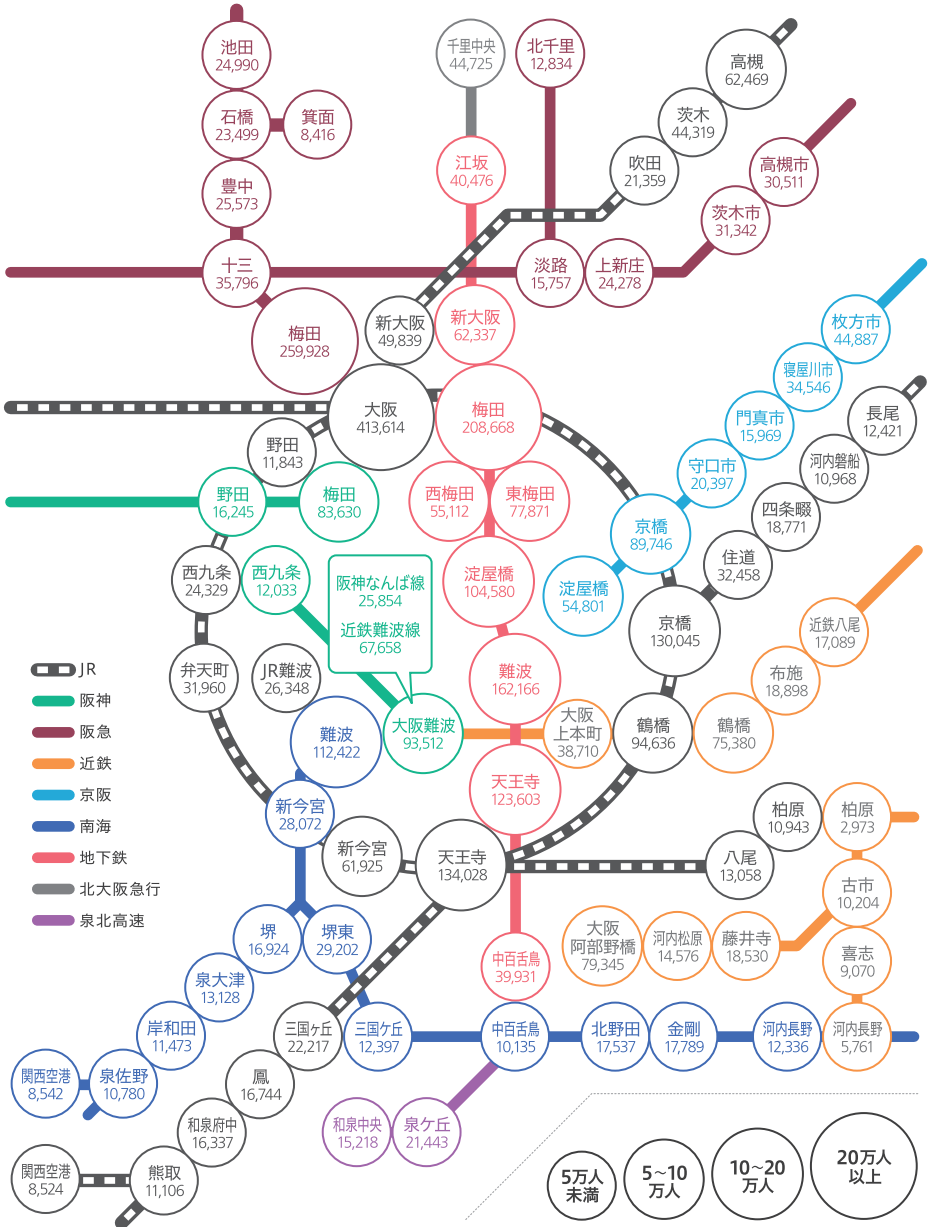 池田
24,990
石橋
23,499
箕面
8,416
豊中
25,573
十三
35,796
梅田
259,928
千里中央
44,725
北千里
12,834
江坂
40,476
高槻
62,469
茨木
44,319
吹田
21,359
高槻市
30,511
茨木市
31,342
淡路
15,757
上新庄
24,278
新大阪
49,839
新大阪
62,337
枚方市
44,887
寝屋川市
34,546
門真市
15,969
守口市
20,397
大阪
413,614
梅田
208,668
野田
11,843
野田
16,245
梅田
83,630
西梅田
55,112
東梅田
77,871
長尾
12,421
河内磐船
10,968
四条畷
18,771
住道
32,458
京橋
89,746
淀屋橋
54,801
京橋
130,045
西九条
24,329
西九条
12,033
阪神なんば線
25,854
近鉄難波線
67,658
淀屋橋
104,580
近鉄八尾
17,089
布施
18,898
弁天町
31,960
JR難波
26,348
難波
162,166
難波
112,422
大阪難波
93,512
大阪
上本町
38,710
鶴橋
94,636
鶴橋
75,380
JR
阪神
阪急
近鉄
京阪
南海
地下鉄
北大阪急行
泉北高速
新今宮
28,072
新今宮
61,925
天王寺
123,603
天王寺
134,028
柏原
10,943
柏原
2,973
八尾
13,058
古市
10,204
大阪
阿部野橋
79,345
河内松原
14,576
藤井寺
18,530
喜志
9,070
堺
16,924
堺東
29,202
中百舌鳥
39,931
泉大津
13,128
岸和田
11,473
三国ヶ丘
22,217
三国ケ丘
12,397
中百舌鳥
10,135
北野田
17,537
金剛
17,789
河内長野
12,336
河内長野
5,761
関西空港
8,542
泉佐野
10,780
鳳
16,744
和泉府中
16,337
和泉中央
15,218
泉ケ丘
21,443
関西空港
8,524
熊取
11,106
5万人
未満
5~10
万人
10~20
万人
20万人
以上